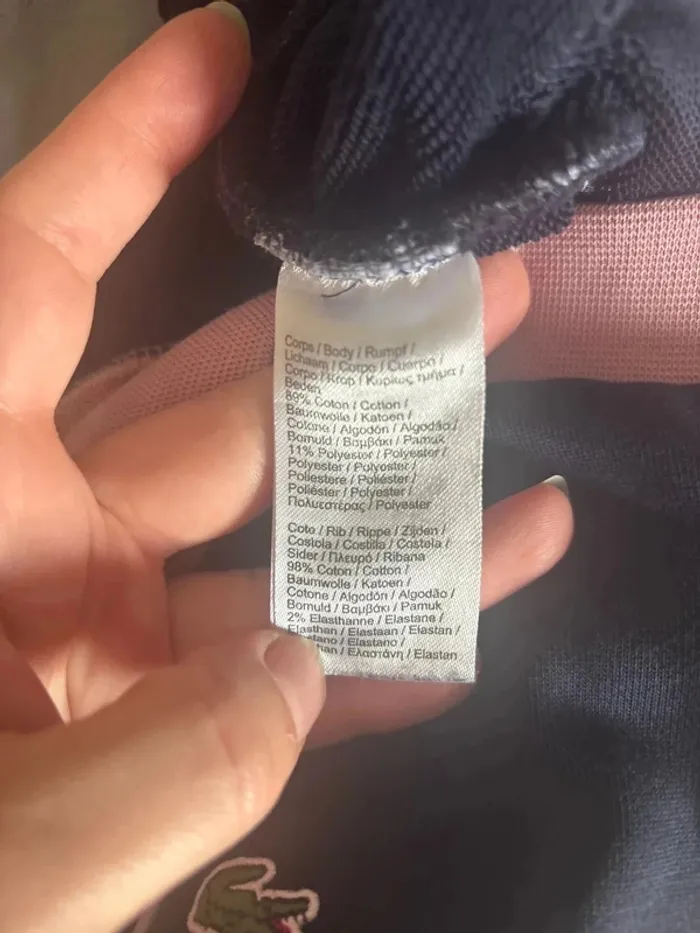 Corps / Body / Rumpf /
Lichaam / Corpo / Cuerpo /
Corpo / Krop / Κυρίως τμήμα /
Beden
89% Coton / Cotton /
Baumwolle / Katoen /
Cotone / Algodón / Algodão /
Bomuld / Βαμβάκι / Pamuk
11% Polyester / Polyester /
Polyester / Polyester /
Poliestere / Poliéster /
Poliéster / Polyester /
Πολυεστέρας / Polyester
Cote / Rib / Rippe / Zijden /
Costola / Costilla / Costela /
Sider / Πλευρό / Ribana
98% Coton / Cotton /
Baumwolle / Katoen /
Cotone / Algodón / Algodão /
Bomuld / Βαμβάκι / Pamuk
2% Elasthanne / Elastane /
Elasthan / Elastaan / Elastan /
/ Elastano /
/ Ελαστάνη / Elastan